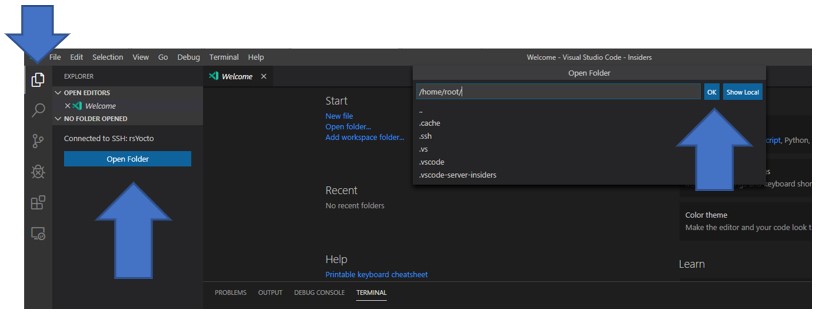 File Edit Selection View Go Debug Terminal Help
Welcome - Visual Studio Code - Insiders
EXPLORER
OPEN EDITORS
Welcome
NO FOLDER OPENED
Connected to SSH: rsYocto
Open Folder
Welcome
Start
New file
Open folder...
Add workspace folder...
Recent
No recent folders
Help
Printable keyboard cheatsheet
Open Folder
/home/root/
OK
Show Local
..
.cache
.ssh
.vs
.vscode
.vscode-server-insiders
Python,
Color theme
Make the editor and your code look t
Learn
PROBLEMS OUTPUT DEBUG CONSOLE TERMINAL